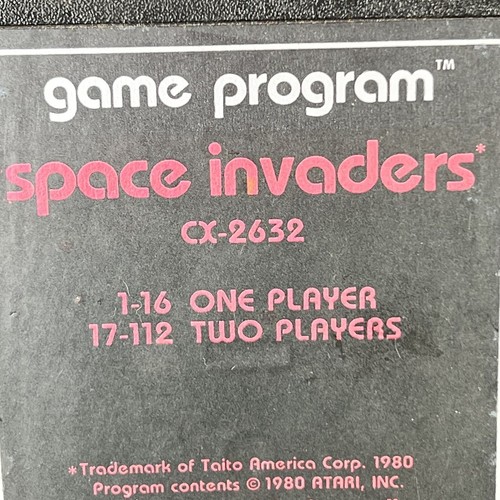 game program™
space invaders*
CX-2632
1-16 ONE PLAYER
17-112 TWO PLAYERS
*Trademark of Taito America Corp. 1980
Program contents © 1980 ATARI, INC.